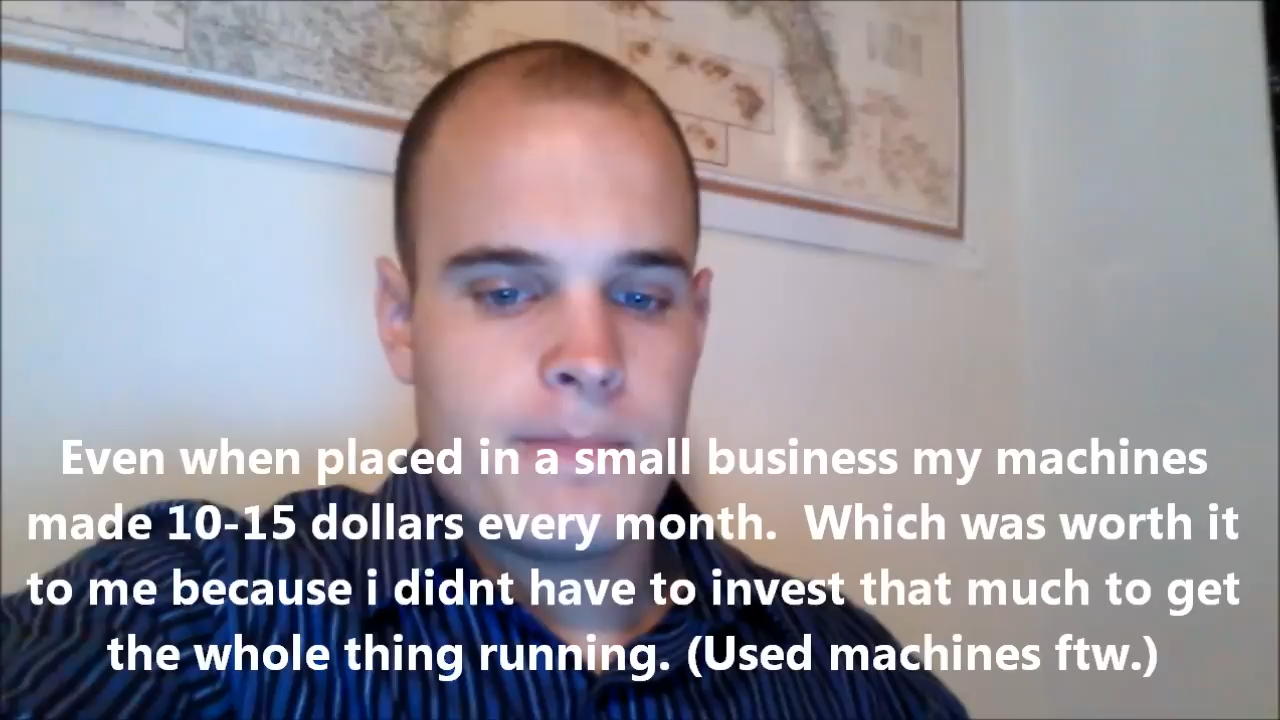 Even when placed in a small business my machines
made 10-15 dollars every month.  Which was worth it
to me because i didnt have to invest that much to get
the whole thing running. (Used machines ftw.)